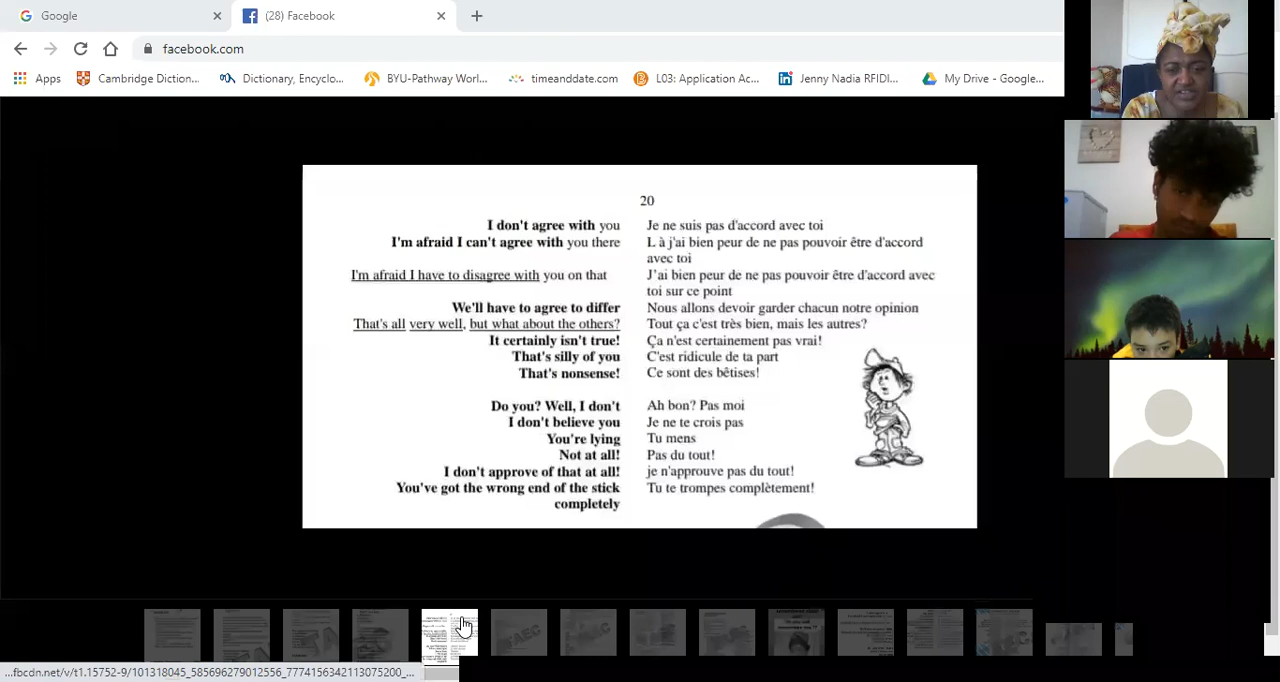 Google
(28) Facebook
facebook.com
Apps
Cambridge Diction...
Dictionary, Encyclo...
BYU-Pathway Worl...
timeanddate.com
L03: Application Ac...
Jenny Nadia RFIDI...
My Drive - Google...
20
I don't agree with you Je ne suis pas d'accord avec toi
I'm afraid I can't agree with you there L à j'ai bien peur de ne pas pouvoir être d'accord
avec toi
I'm afraid I have to disagree with you on that J'ai bien peur de ne pas pouvoir être d'accord avec
toi sur ce point
We'll have to agree to differ Nous allons devoir garder chacun notre opinion
That's all very well, but what about the others? Tout ça c'est très bien, mais les autres?
It certainly isn't true! Ça n'est certainement pas vrai!
That's silly of you C'est ridicule de ta part
That's nonsense! Ce sont des bêtises!
Do you? Well, I don't Ah bon? Pas moi
I don't believe you Je ne te crois pas
You're lying Tu mens
Not at all! Pas du tout!
I don't approve of that at all! je n'approuve pas du tout!
You've got the wrong end of the stick Tu te trompes complètement!
completely
...fbcdn.net/v/t1.15752-9/101318045_585696279012556_7774156342113075200_...